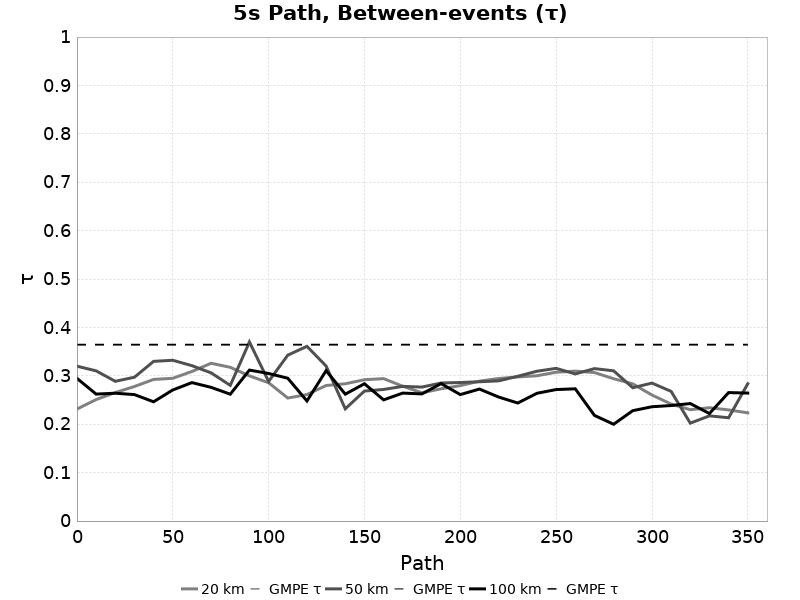 5s Path, Between-events (τ)
1
0.9
0.8
0.7
0.6
0.5
0.4
0.3
0.2
0.1
0
τ
0 50 100 150 200 250 300 350
Path
20 km GMPE τ 50 km GMPE τ 100 km GMPE τ